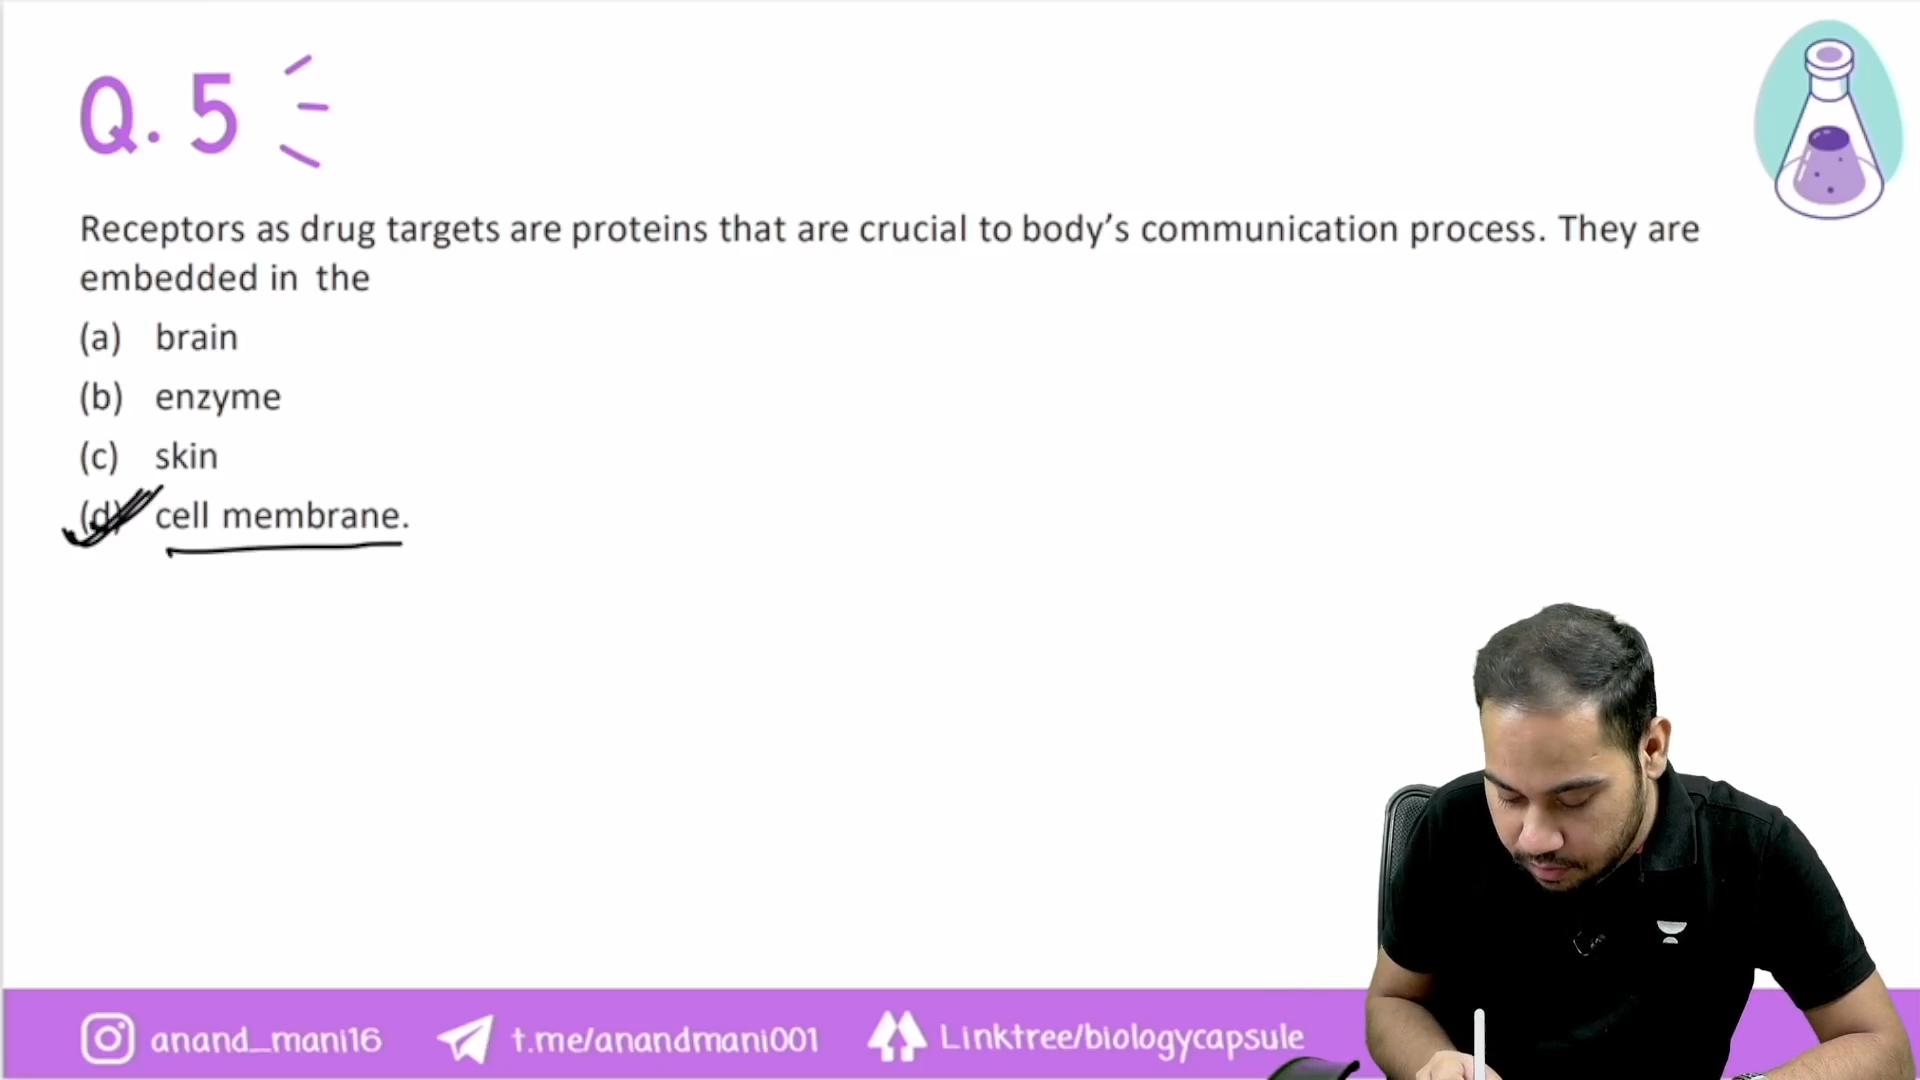 Q. 5
Receptors as drug targets are proteins that are crucial to body’s communication process. They are
embedded in the
(a) brain
(b) enzyme
(c) skin
(d) cell membrane.
anand_mani16 t.me/anandmani001 Linktree/biologycapsule